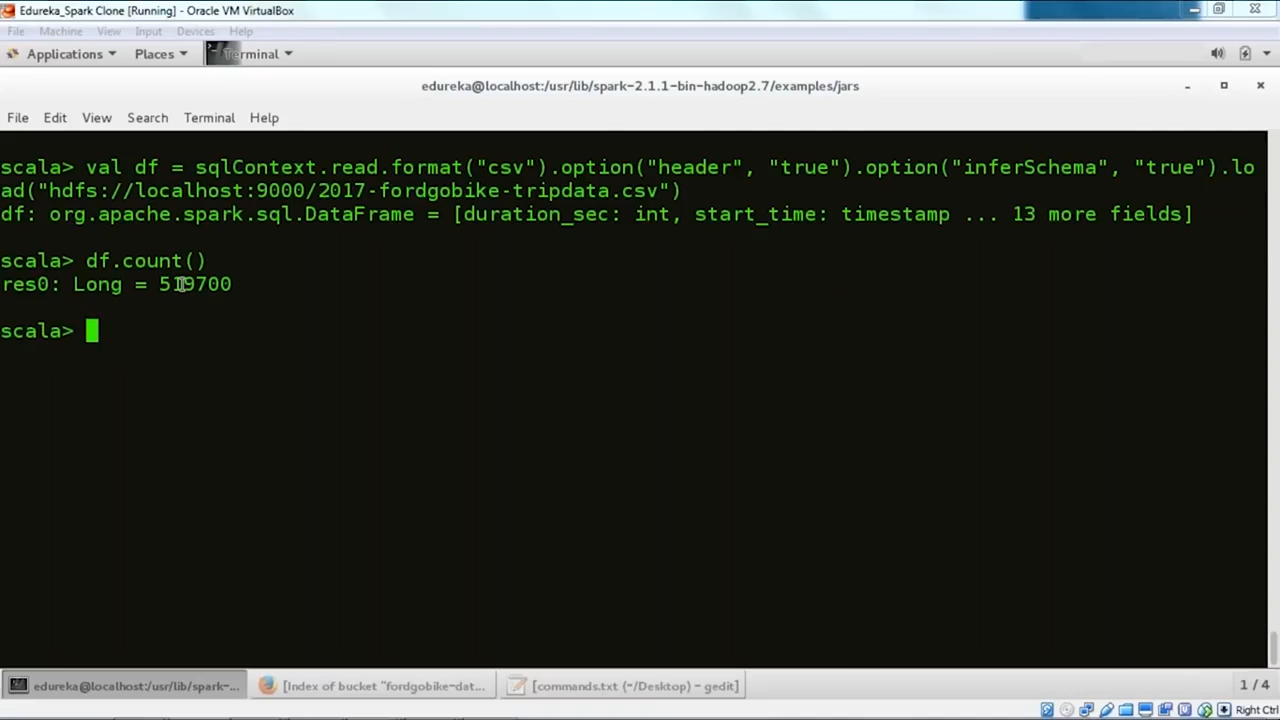 Edureka_Spark Clone [Running] - Oracle VM VirtualBox
File Machine View Input Devices Help
Applications Places Terminal
edureka@localhost:/usr/lib/spark-2.1.1-bin-hadoop2.7/examples/jars
File Edit View Search Terminal Help
scala> val df = sqlContext.read.format("csv").option("header", "true").option("inferSchema", "true").lo
ad("hdfs://localhost:9000/2017-fordgobike-tripdata.csv")
df: org.apache.spark.sql.DataFrame = [duration_sec: int, start_time: timestamp ... 13 more fields]
scala> df.count()
res0: Long = 519700
scala>
edureka@localhost:/usr/lib/spark-... [Index of bucket "fordgobike-dat... [commands.txt (~/Desktop) - gedit] 1 / 4
Right Ctrl